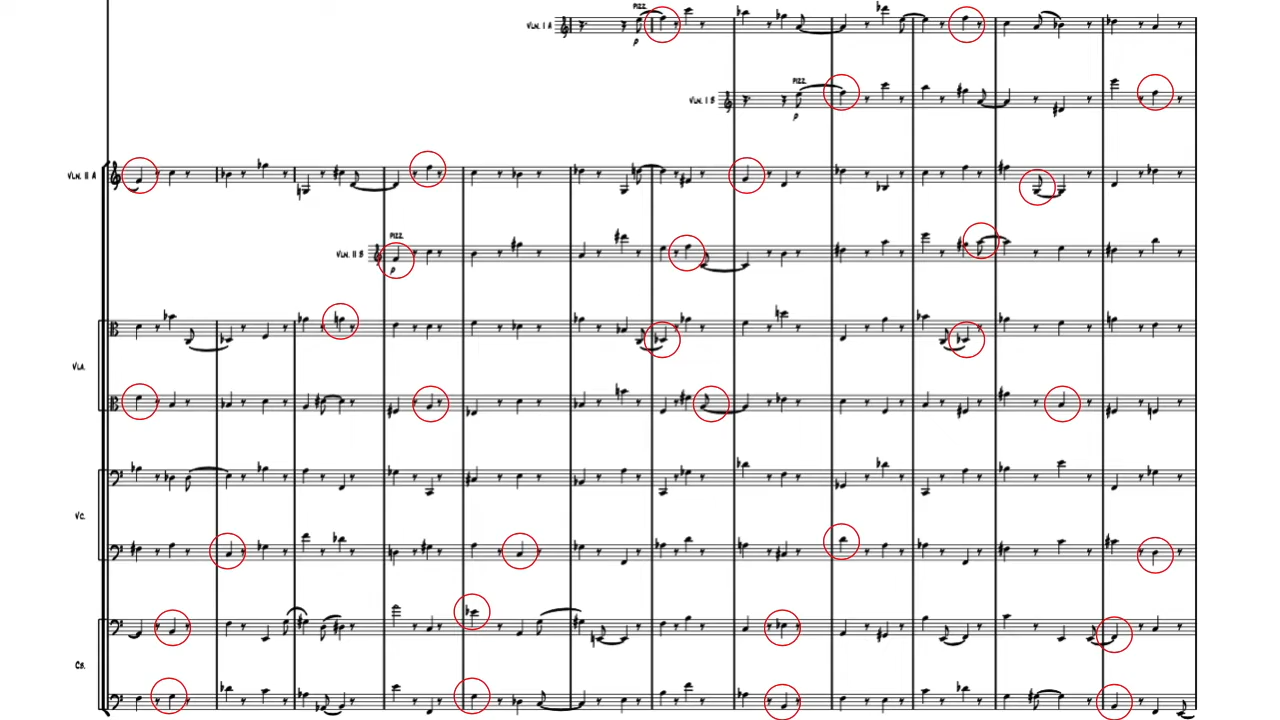 PIZZ.
VLN. I A
p
PIZZ.
VLN. I B
p
VLN. II A
PIZZ.
VLN. II B
p
VLA.
VC.
CB.